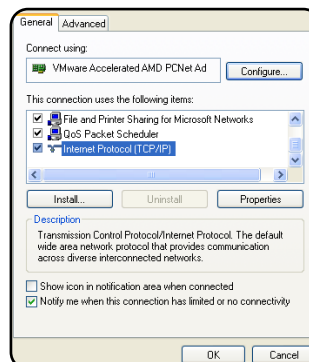 General Advanced
Connect using:
VMware Accelerated AMD PCNet Ad
Configure...
This connection uses the following items:
File and Printer Sharing for Microsoft Networks
QoS Packet Scheduler
Internet Protocol (TCP/IP)
Install... Uninstall Properties
Description
Transmission Control Protocol/Internet Protocol. The default
wide area network protocol that provides communication
across diverse interconnected networks.
Show icon in notification area when connected
Notify me when this connection has limited or no connectivity
OK Cancel